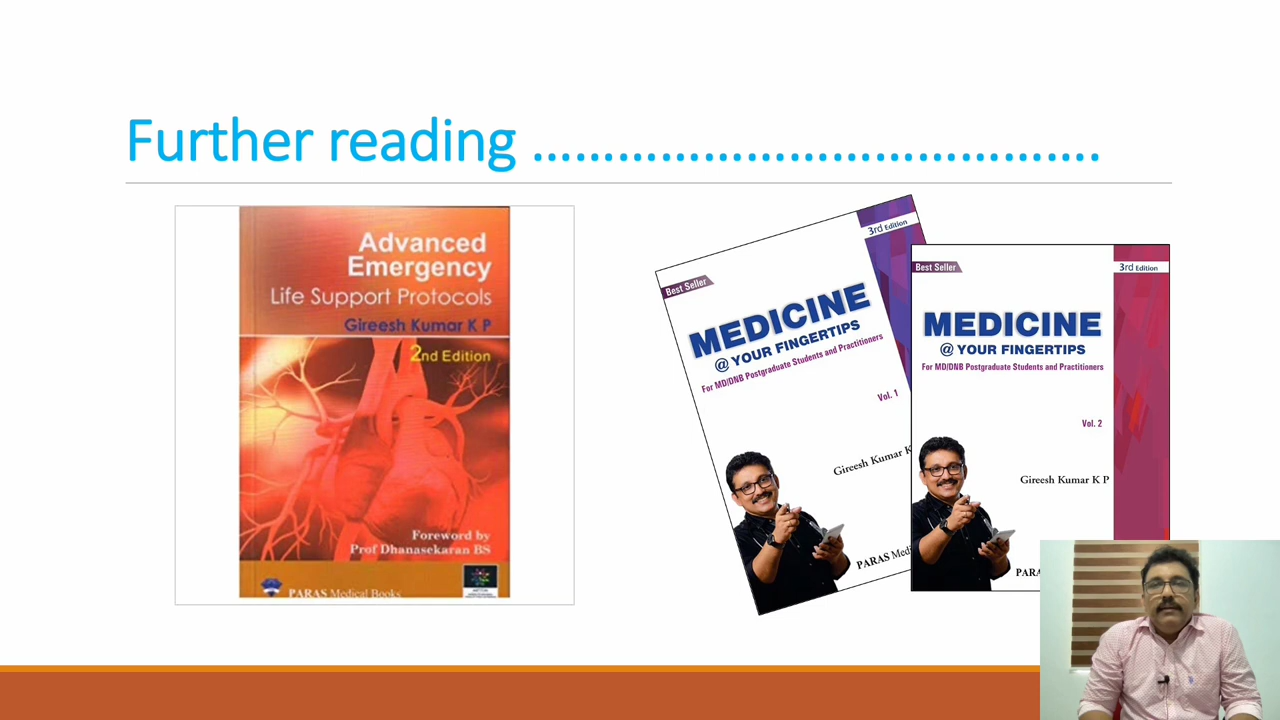 Further reading ……………………………………
Advanced
Emergency
Life Support Protocols
Gireesh Kumar K P
2nd Edition
Foreword by
Prof Dhanasekaran BS
PARAS Medical Books
3rd Edition
Best Seller
MEDICINE
@ YOUR FINGERTIPS
For MD/DNB Postgraduate Students and Practitioners
Vol. 1
Gireesh Kumar K
PARAS
3rd Edition
Best Seller
MEDICINE
@ YOUR FINGERTIPS
For MD/DNB Postgraduate Students and Practitioners
Vol. 2
Gireesh Kumar K P